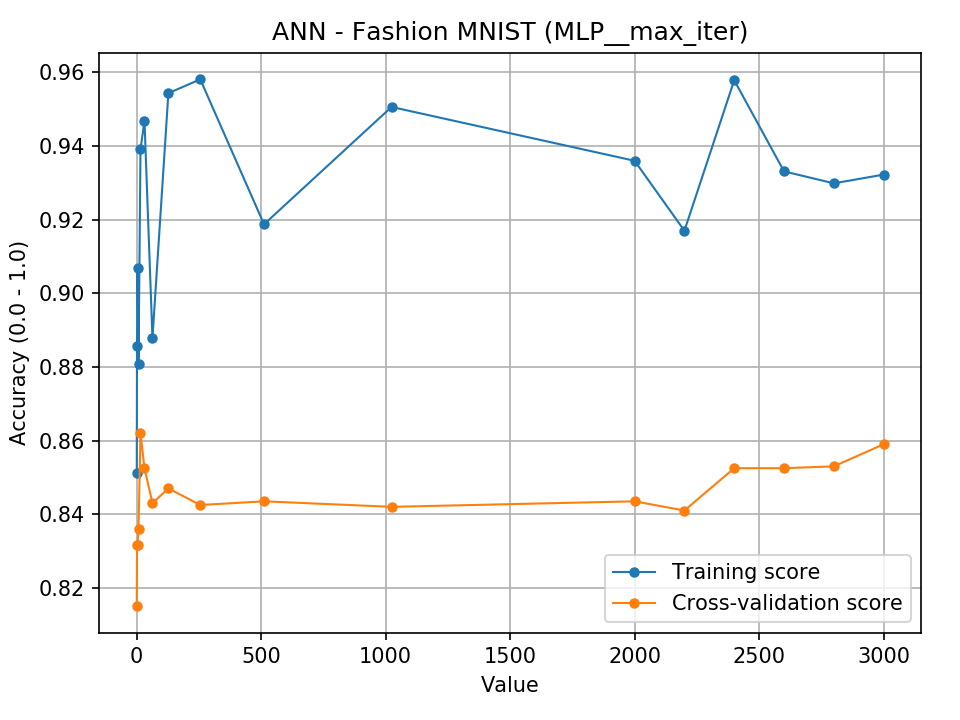 ANN - Fashion MNIST (MLP__max_iter)
Accuracy (0.0 - 1.0)
0.96
0.94
0.92
0.90
0.88
0.86
0.84
0.82
Training score
Cross-validation score
0 500 1000 1500 2000 2500 3000
Value